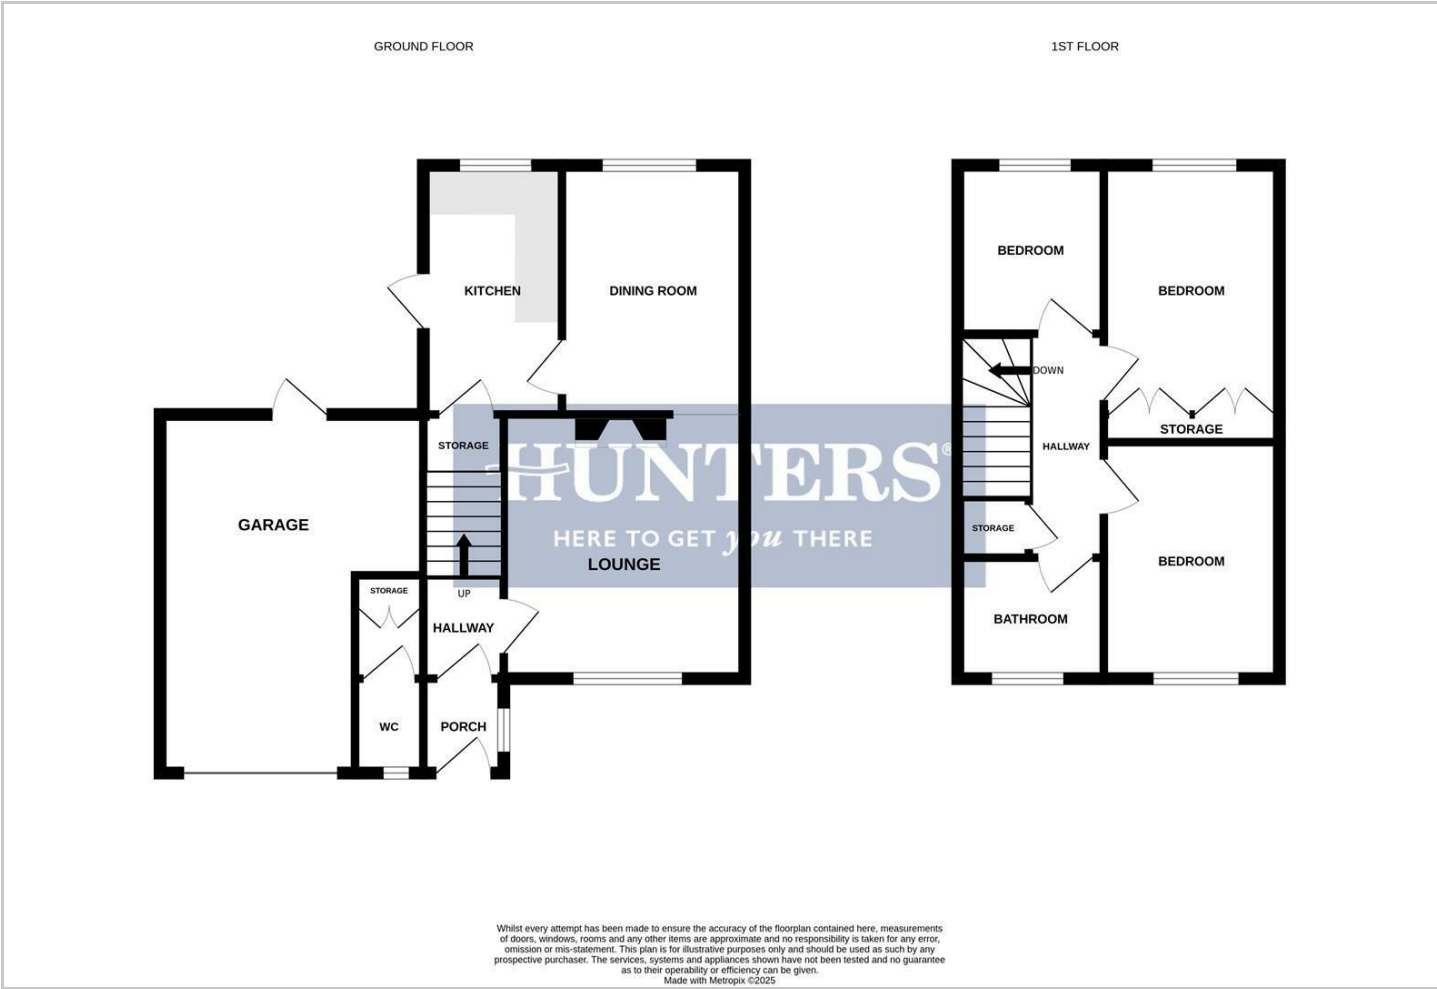 GROUND FLOOR
1ST FLOOR
KITCHEN
DINING ROOM
BEDROOM
BEDROOM
DOWN
STORAGE
STORAGE
HALLWAY
HUNTERS®
HERE TO GET you THERE
GARAGE
LOUNGE
STORAGE
BEDROOM
STORAGE
UP
HALLWAY
BATHROOM
WC
PORCH
Whilst every attempt has been made to ensure the accuracy of the floorplan contained here, measurements
of doors, windows, rooms and any other items are approximate and no responsibility is taken for any error,
omission or mis-statement. This plan is for illustrative purposes only and should be used as such by any
prospective purchaser. The services, systems and appliances shown have not been tested and no guarantee
as to their operability or efficiency can be given.
Made with Metropix ©2025